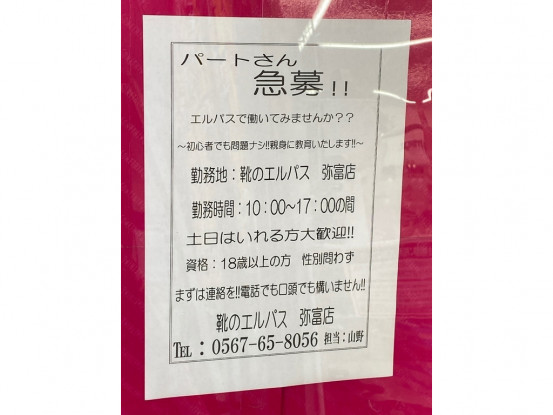 パートさん
急募!!
エルパスで働いてみませんか??
～初心者でも問題ナシ!!親身に教育いたします!!～
勤務地：靴のエルパス 弥富店
勤務時間：10：00～17：00の間
土日はいれる方大歓迎!!
資格：18歳以上の方 性別問わず
まずは連絡を!!電話でも口頭でも構いません!!
靴のエルパス 弥富店
TEL：0567-65-8056 担当：山野